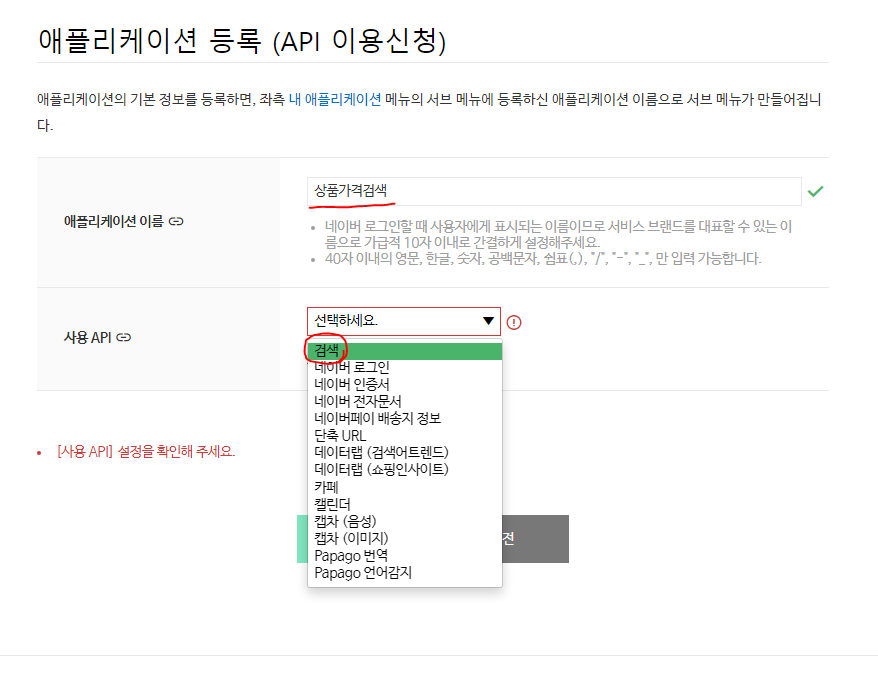 애플리케이션 등록 (API 이용신청)
애플리케이션의 기본 정보를 등록하면, 좌측 내 애플리케이션 메뉴의 서브 메뉴에 등록하신 애플리케이션 이름으로 서브 메뉴가 만들어집니
다.
애플리케이션 이름
상품가격검색
네이버 로그인할 때 사용자에게 표시되는 이름이므로 서비스 브랜드를 대표할 수 있는 이
름으로 가급적 10자 이내로 간결하게 설정해주세요.
40자 이내의 영문, 한글, 숫자, 공백문자, 쉼표(,), "/", "-", "_", 만 입력 가능합니다.
사용 API
선택하세요.
검색
네이버 로그인
네이버 인증서
네이버 전자문서
네이버페이 배송지 정보
단축 URL
데이터랩 (검색어트렌드)
데이터랩 (쇼핑인사이트)
카페
캘린더
캡차 (음성)
캡차 (이미지)
Papago 번역
Papago 언어감지
[사용 API] 설정을 확인해 주세요.
전